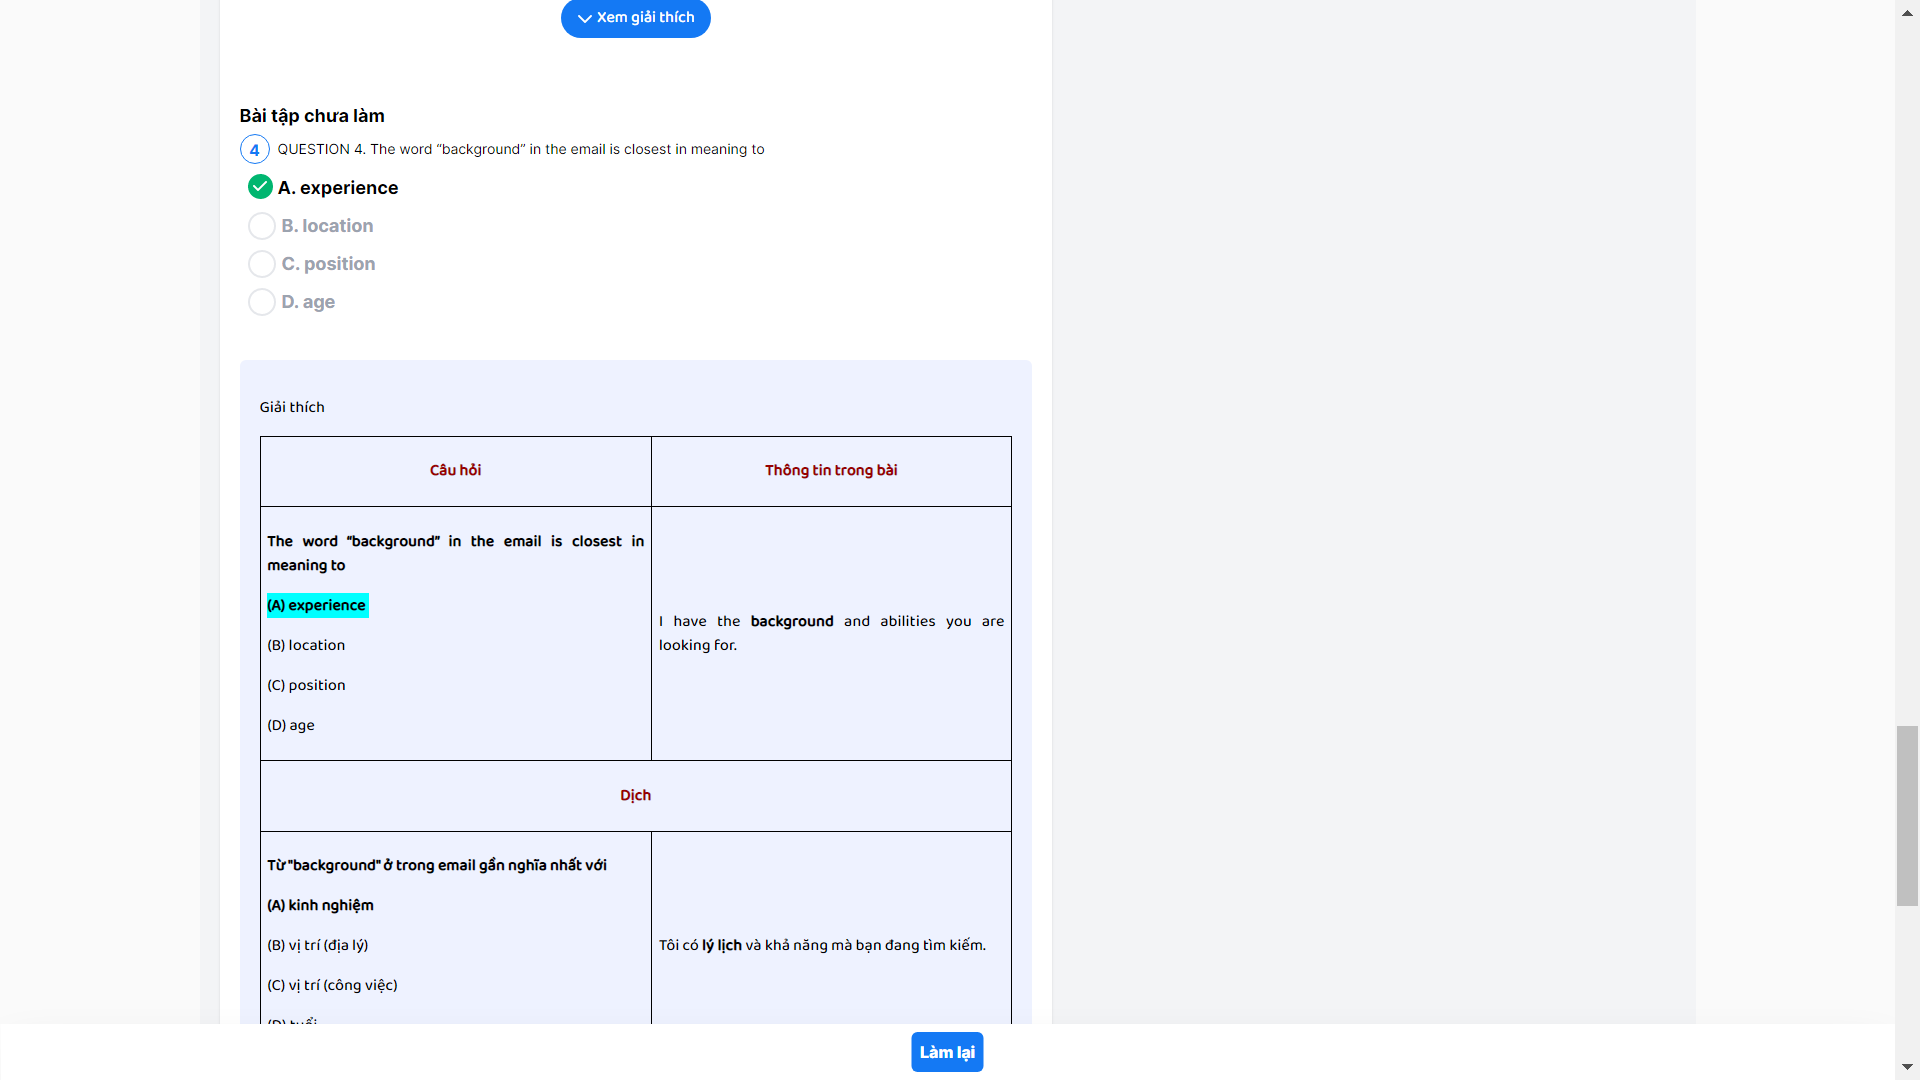 Xem giải thích
Bài tập chưa làm
4 QUESTION 4. The word “background” in the email is closest in meaning to
A. experience
B. location
C. position
D. age
Giải thích
Câu hỏi
Thông tin trong bài
The word “background” in the email is closest in
meaning to
(A) experience
(B) location
(C) position
(D) age
I have the background and abilities you are
looking for.
Dịch
Từ "background" ở trong email gần nghĩa nhất với
(A) kinh nghiệm
(B) vị trí (địa lý)
(C) vị trí (công việc)
(D) tuổi
Tôi có lý lịch và khả năng mà bạn đang tìm kiếm.
Làm lại